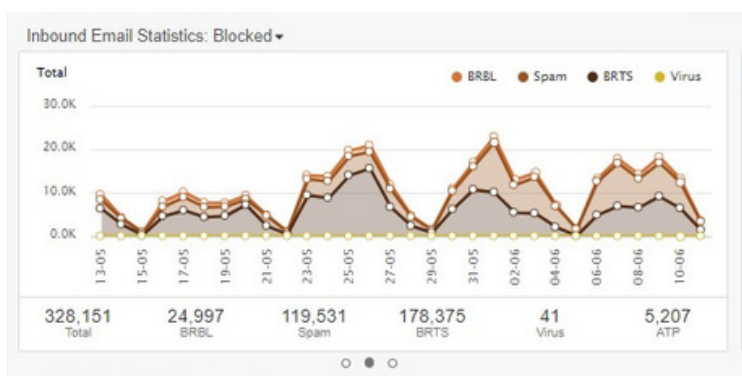 Inbound Email Statistics: Blocked
Total
BRBL Spam BRTS Virus
30.0K
20.0K
10.0K
0.0K
13-05 15-05 17-05 19-05 21-05 23-05 25-05 27-05 29-05 31-05 02-06 04-06 06-06 08-06 10-06
328,151 24,997 119,531 178,375 41 5,207
Total BRBL Spam BRTS Virus ATP